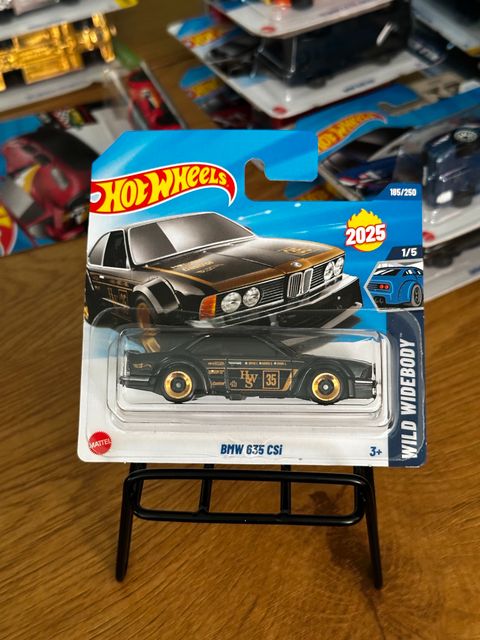 HOT WHEELS
185/250
2025
1/5
WILD WIDEBODY
HW
35
MATTEL
BMW 635 CSi
3+